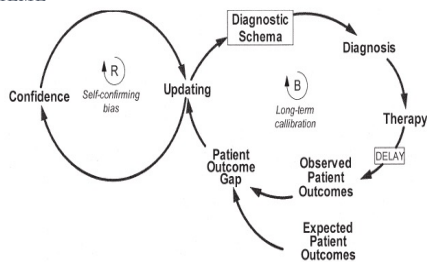 Diagnostic
Schema
Diagnosis
R
B
Confidence
Self-confirming
bias
Updating
Long-term
callibration
Therapy
DELAY
Patient
Outcome
Gap
Observed
Patient
Outcomes
Expected
Patient
Outcomes